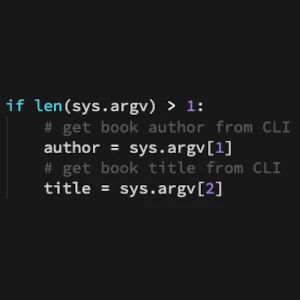 if len(sys.argv) > 1:
    # get book author from CLI
    author = sys.argv[1]
    # get book title from CLI
    title = sys.argv[2]